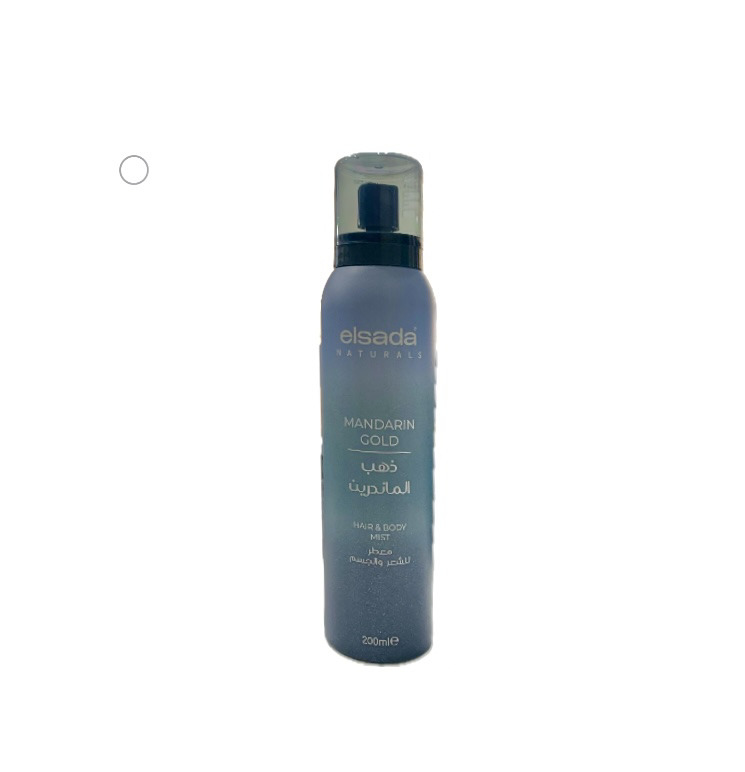 elsada
NATURALS
MANDARIN
GOLD
ذهب
الماندرين
HAIR & BODY
MIST
معطر
للشعر والجسم
200ml℮